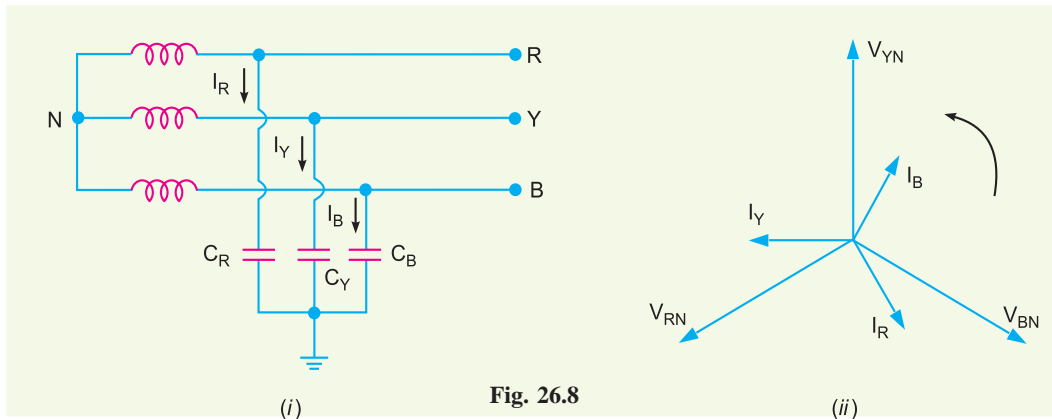 R
I_R
N
Y
I_Y
B
I_B
C_R
C_Y
C_B
(i)
V_YN
I_B
I_Y
V_RN
I_R
V_BN
(ii)
Fig. 26.8